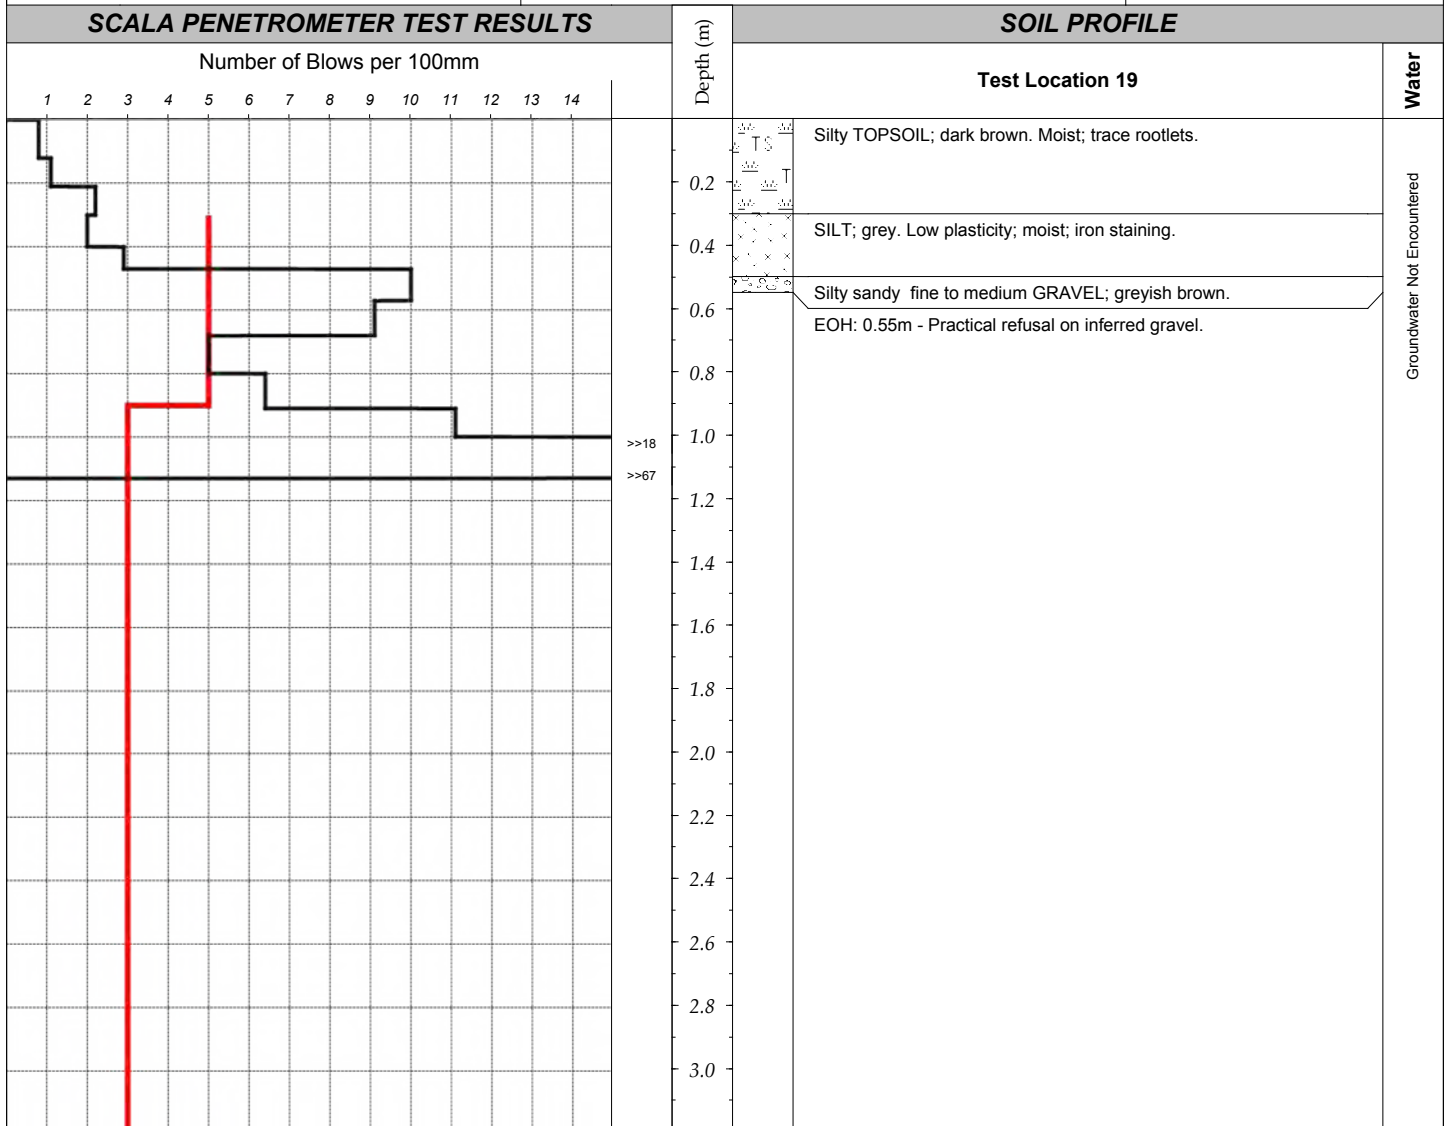 SCALA PENETROMETER TEST RESULTS
Number of Blows per 100mm
1 2 3 4 5 6 7 8 9 10 11 12 13 14
Depth (m)
SOIL PROFILE
Test Location 19
Water
TS
T
Silty TOPSOIL; dark brown. Moist; trace rootlets.
SILT; grey. Low plasticity; moist; iron staining.
Silty sandy fine to medium GRAVEL; greyish brown.
EOH: 0.55m - Practical refusal on inferred gravel.
Groundwater Not Encountered
>>18
>>67
0.2
0.4
0.6
0.8
1.0
1.2
1.4
1.6
1.8
2.0
2.2
2.4
2.6
2.8
3.0